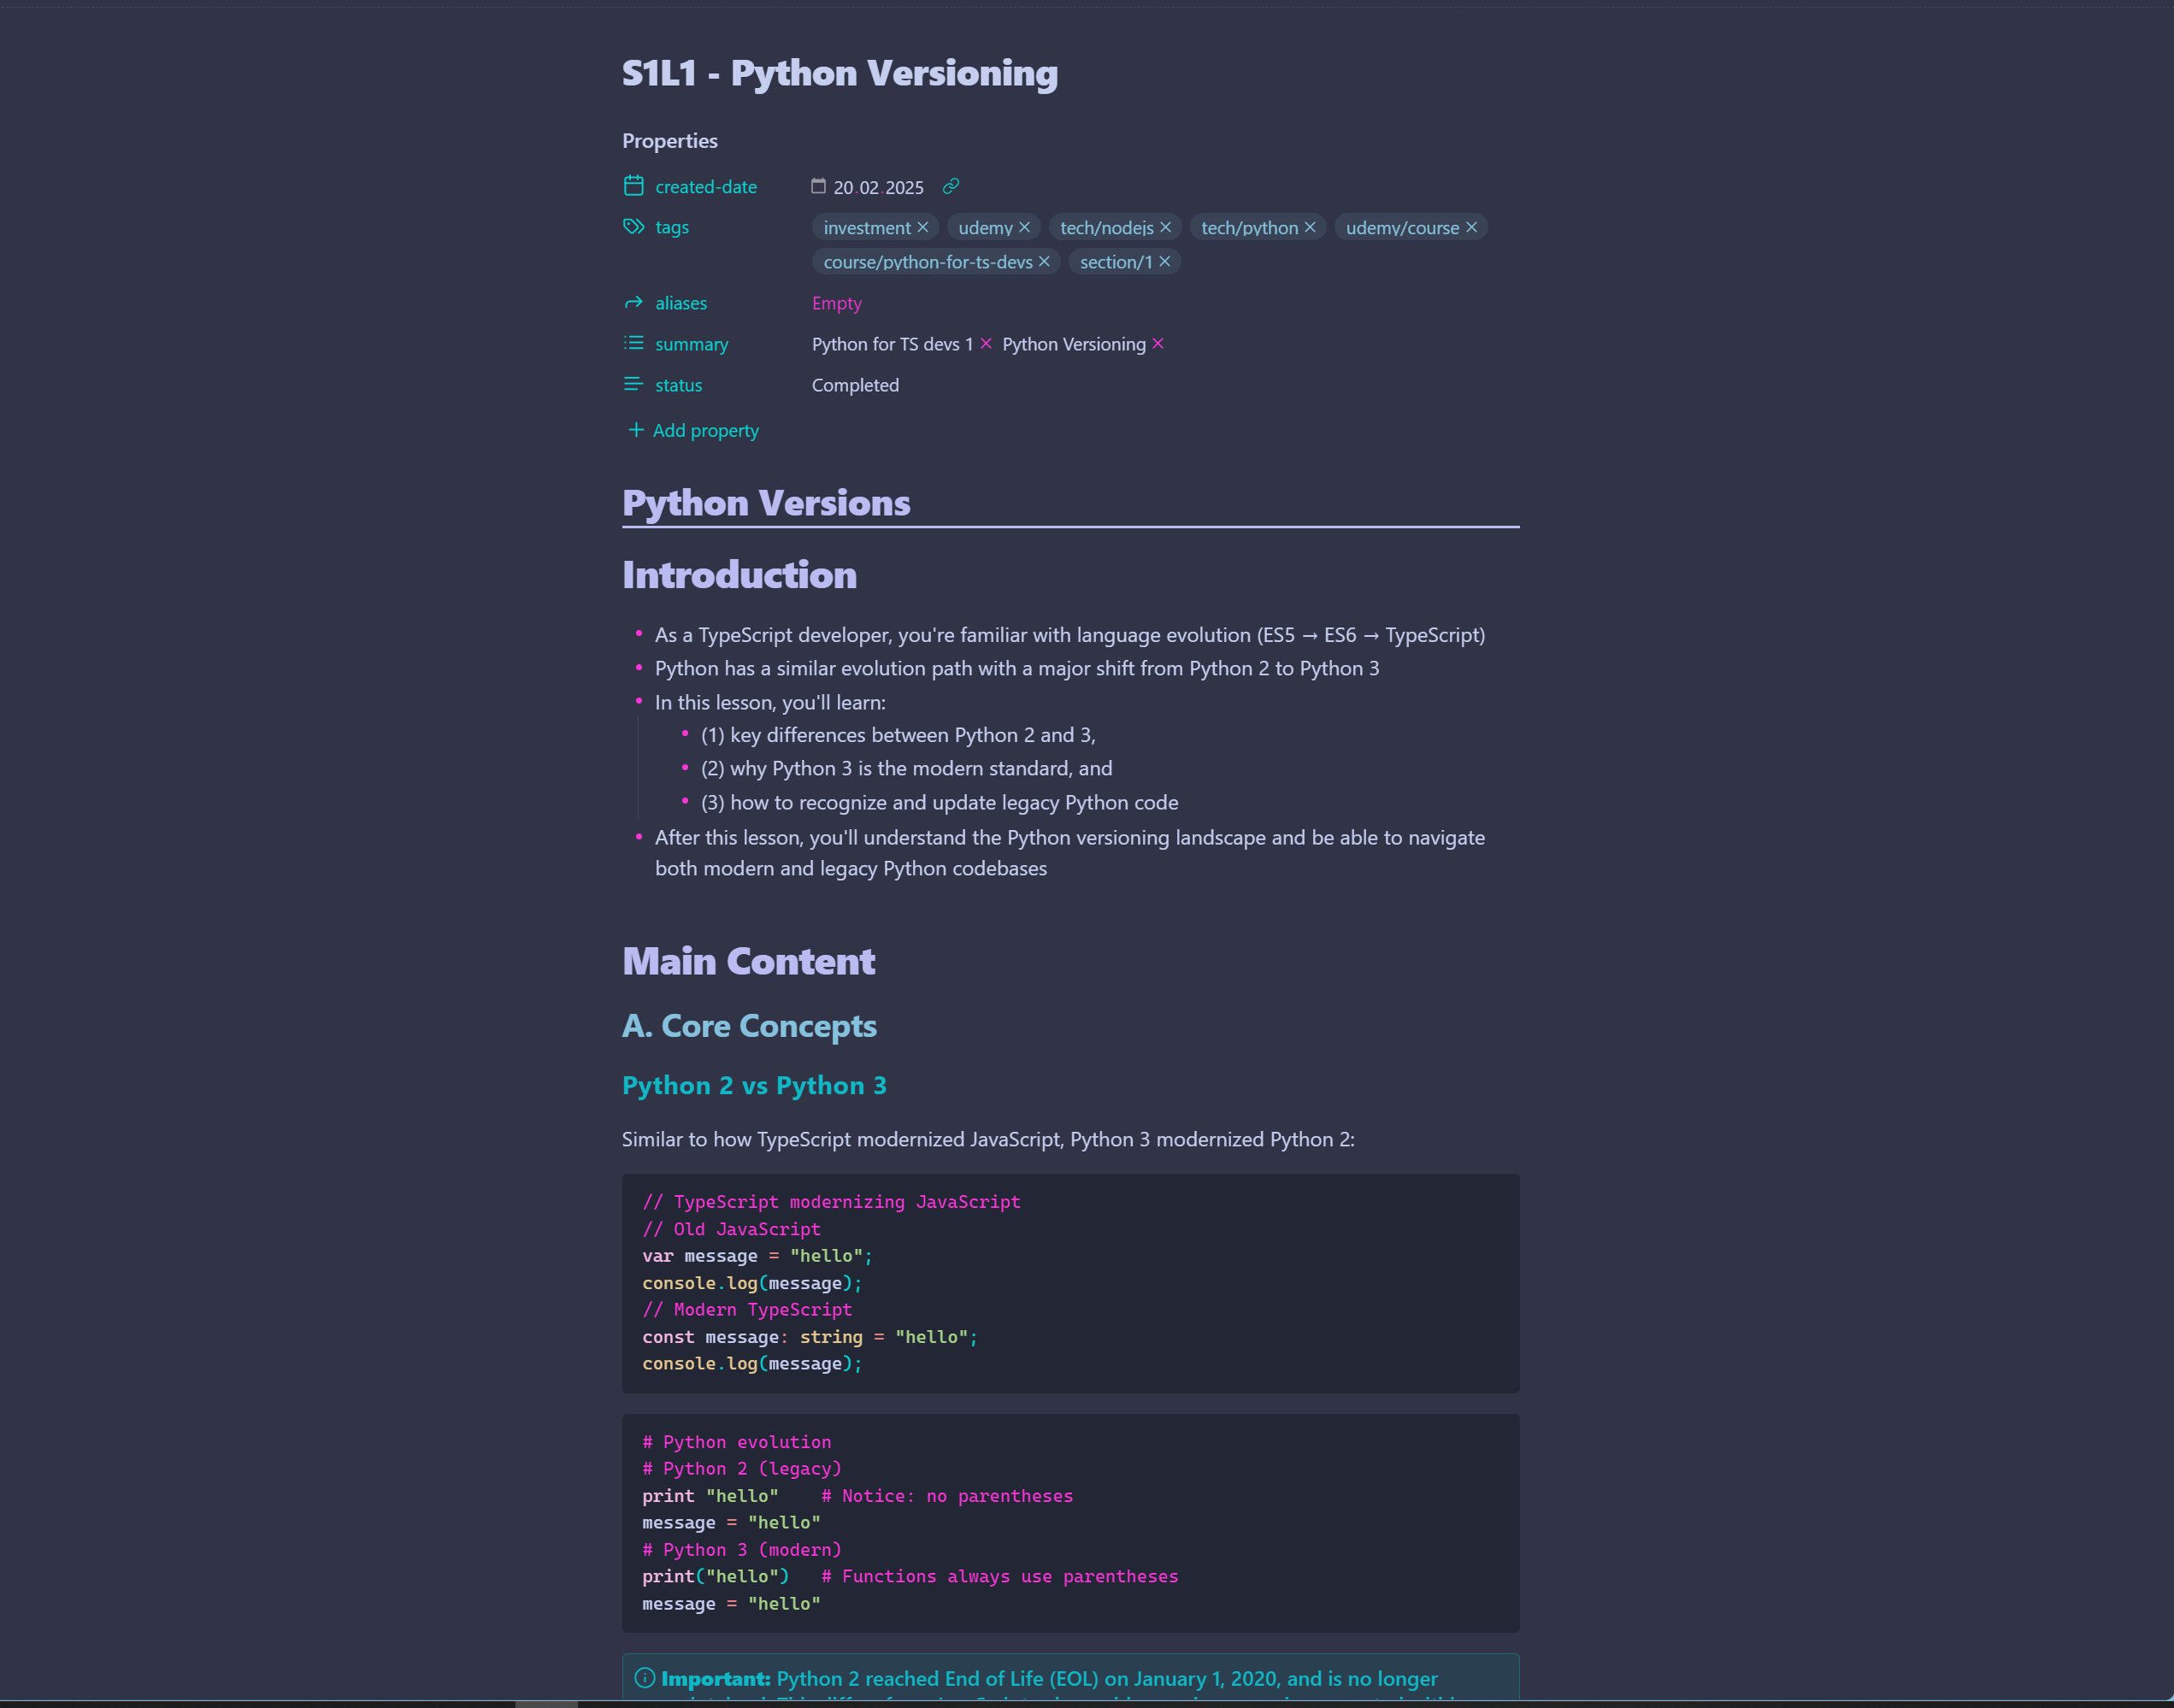 S1L1 - Python Versioning
Properties
created-date 20.02.2025
tags investment udemy tech/nodejs tech/python udemy/course
course/python-for-ts-devs section/1
aliases Empty
summary Python for TS devs 1 Python Versioning
status Completed
Add property
Python Versions
Introduction
As a TypeScript developer, you're familiar with language evolution (ES5 → ES6 → TypeScript)
Python has a similar evolution path with a major shift from Python 2 to Python 3
In this lesson, you'll learn:
(1) key differences between Python 2 and 3,
(2) why Python 3 is the modern standard, and
(3) how to recognize and update legacy Python code
After this lesson, you'll understand the Python versioning landscape and be able to navigate
both modern and legacy Python codebases
Main Content
A. Core Concepts
Python 2 vs Python 3
Similar to how TypeScript modernized JavaScript, Python 3 modernized Python 2:
// TypeScript modernizing JavaScript
// Old JavaScript
var message = "hello";
console.log(message);
// Modern TypeScript
const message: string = "hello";
console.log(message);
# Python evolution
# Python 2 (legacy)
print "hello"    # Notice: no parentheses
message = "hello"
# Python 3 (modern)
print("hello")   # Functions always use parentheses
message = "hello"
Important: Python 2 reached End of Life (EOL) on January 1, 2020, and is no longer